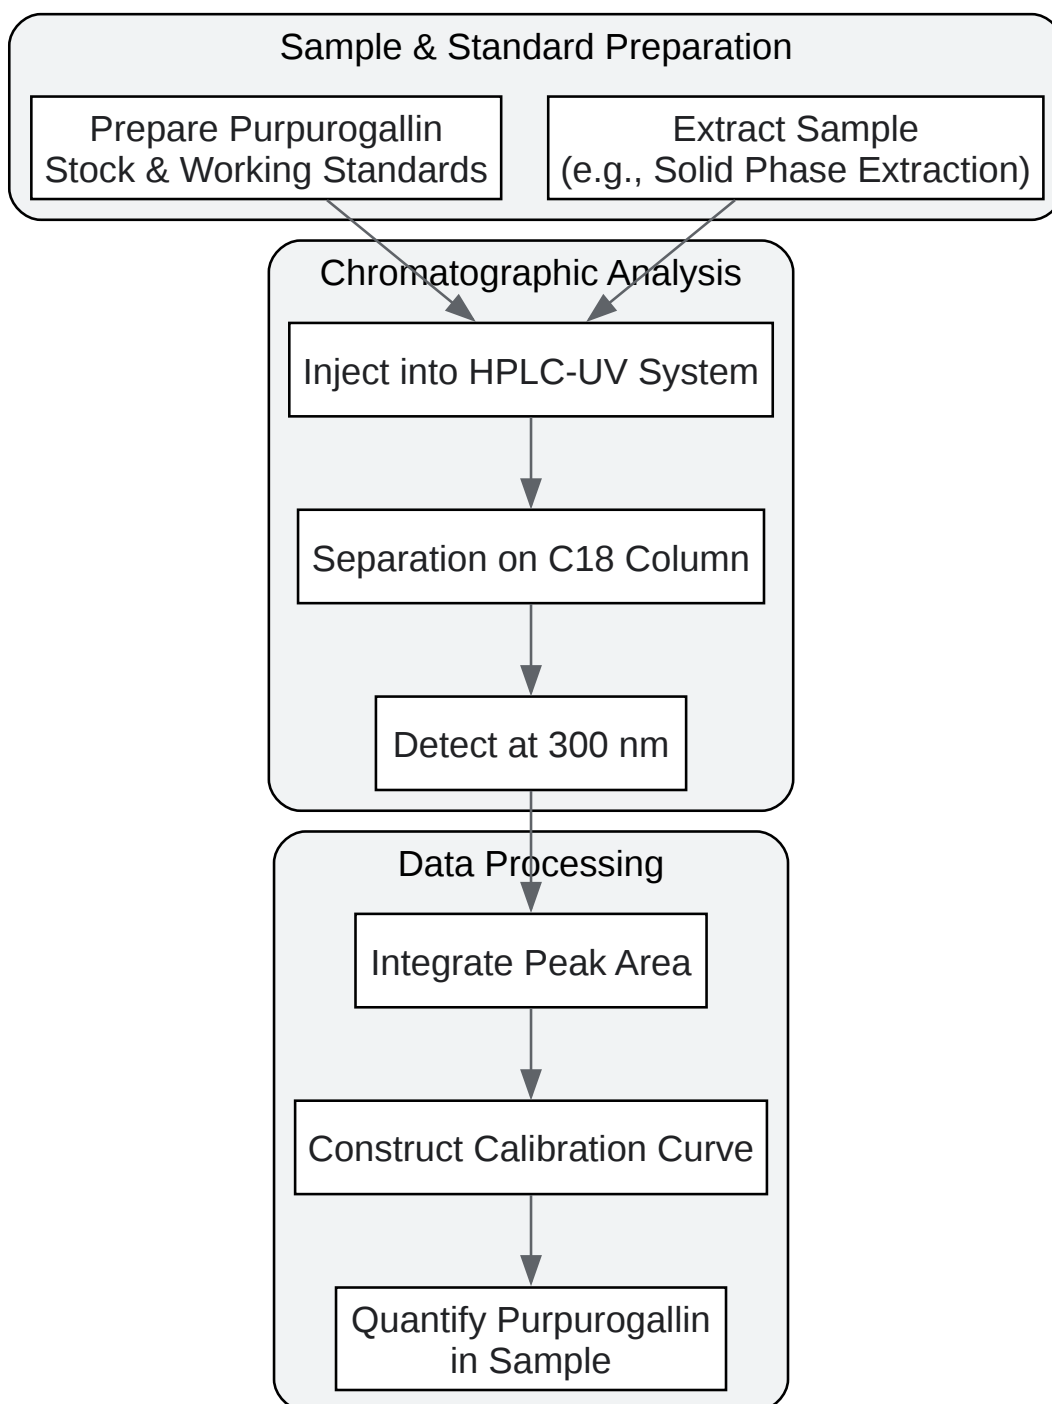 Sample & Standard Preparation
Prepare Purpurogallin
Stock & Working Standards
Extract Sample
(e.g., Solid Phase Extraction)
Chromatographic Analysis
Inject into HPLC-UV System
Separation on C18 Column
Detect at 300 nm
Data Processing
Integrate Peak Area
Construct Calibration Curve
Quantify Purpurogallin
in Sample